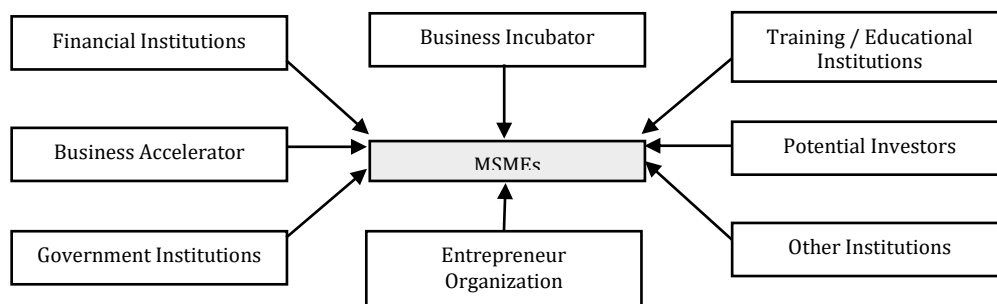 Financial Institutions
Business Incubator
Training / Educational
Institutions
Business Accelerator
MSMEs
Potential Investors
Government Institutions
Entrepreneur
Organization
Other Institutions